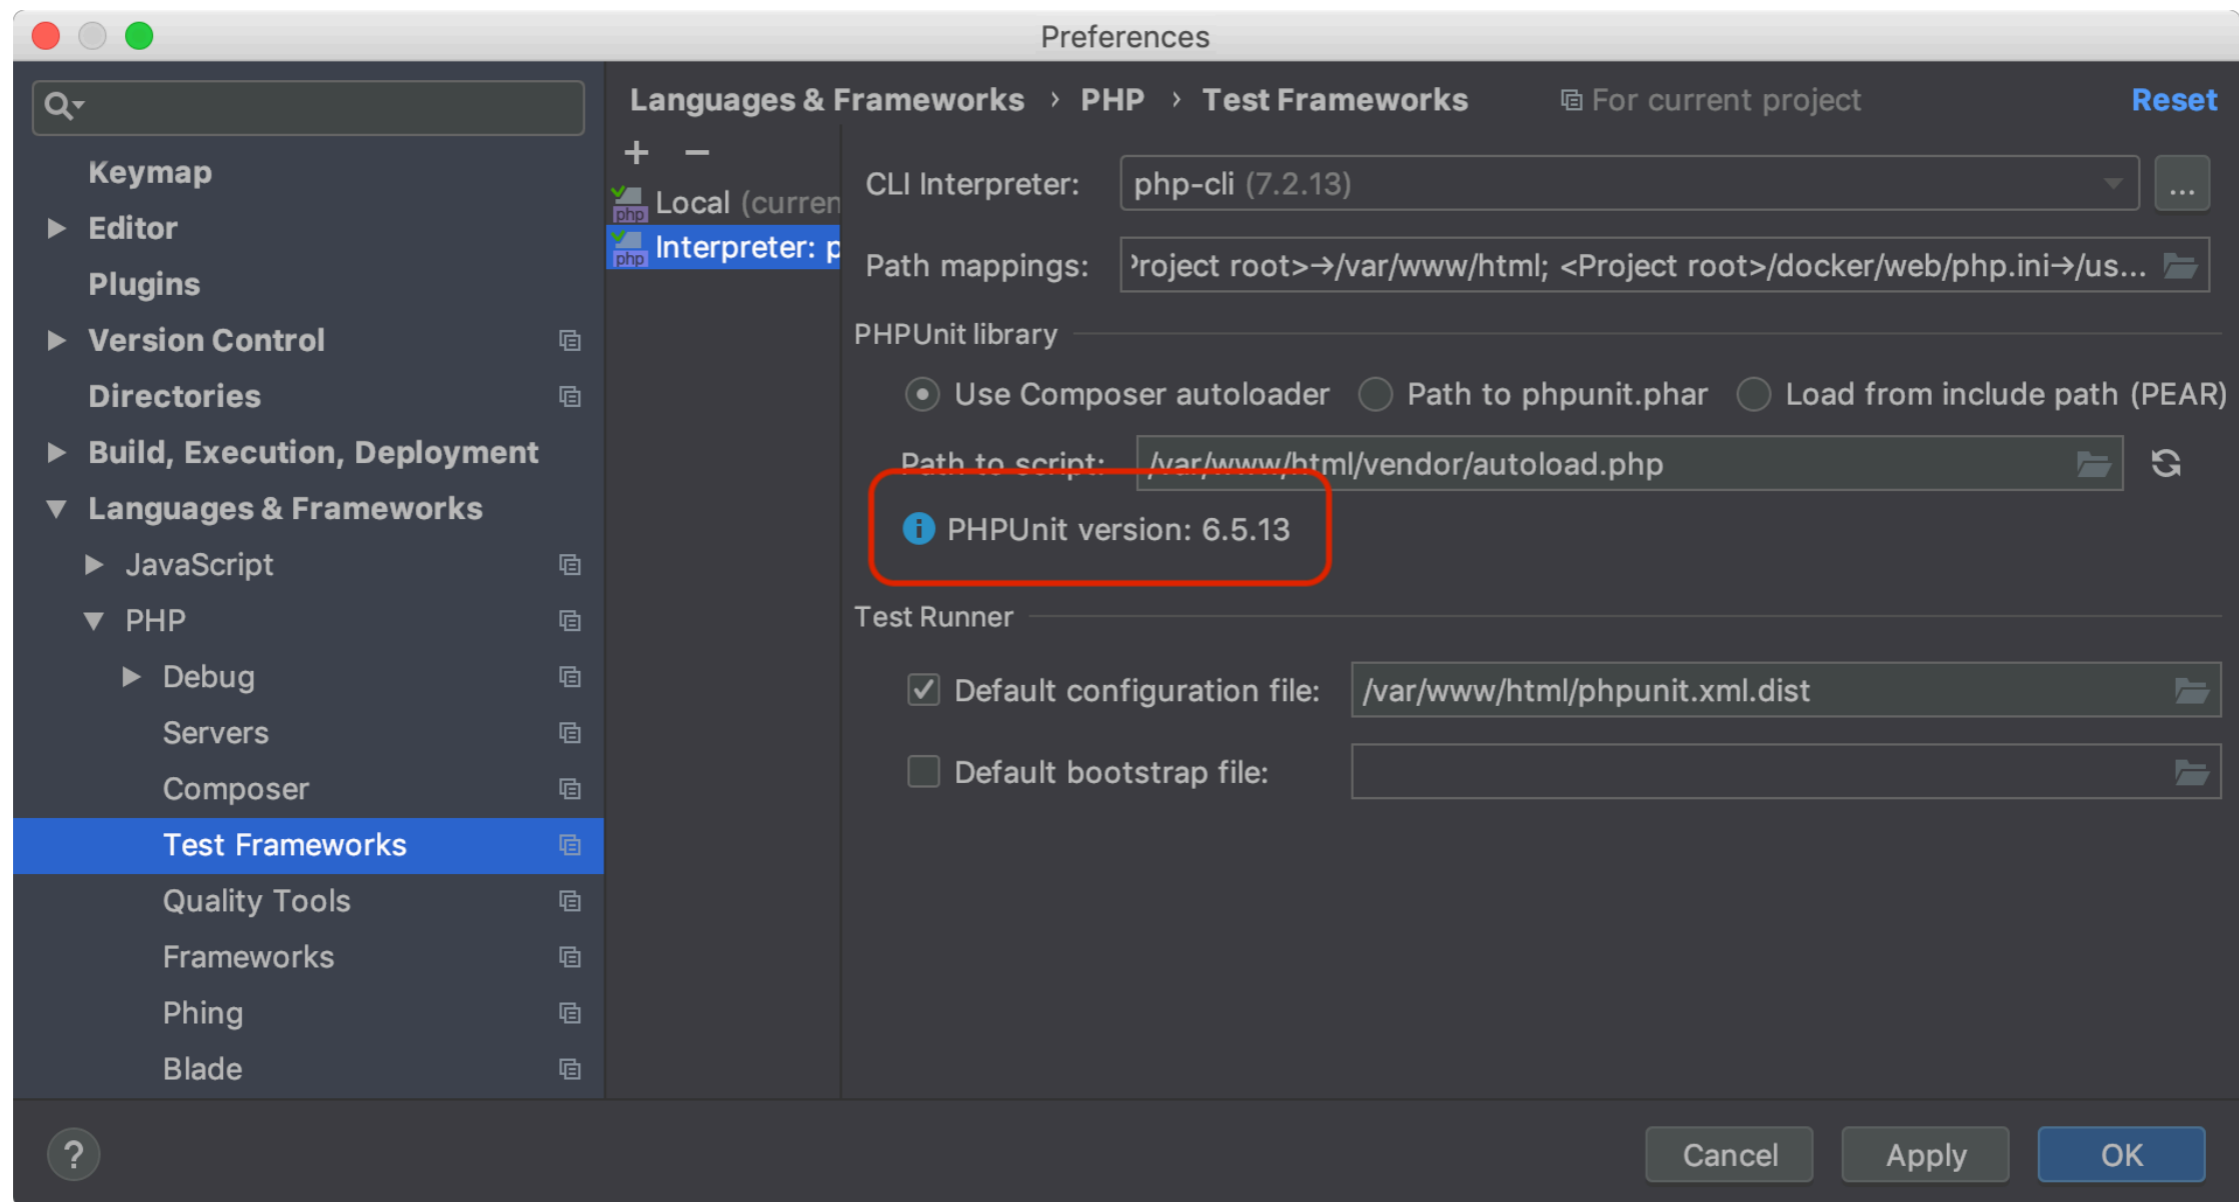 Preferences
Keymap
Editor
Plugins
Version Control
Directories
Build, Execution, Deployment
Languages & Frameworks
JavaScript
PHP
Debug
Servers
Composer
Test Frameworks
Quality Tools
Frameworks
Phing
Blade
Languages & Frameworks › PHP › Test Frameworks For current project Reset
+ −
php Local (curren
php Interpreter: p
CLI Interpreter: php-cli (7.2.13) ...
Path mappings: Project root>→/var/www/html; <Project root>/docker/web/php.ini→/us...
PHPUnit library
Use Composer autoloader Path to phpunit.phar Load from include path (PEAR)
Path to script: /var/www/html/vendor/autoload.php
i PHPUnit version: 6.5.13
Test Runner
Default configuration file: /var/www/html/phpunit.xml.dist
Default bootstrap file:
? Cancel Apply OK